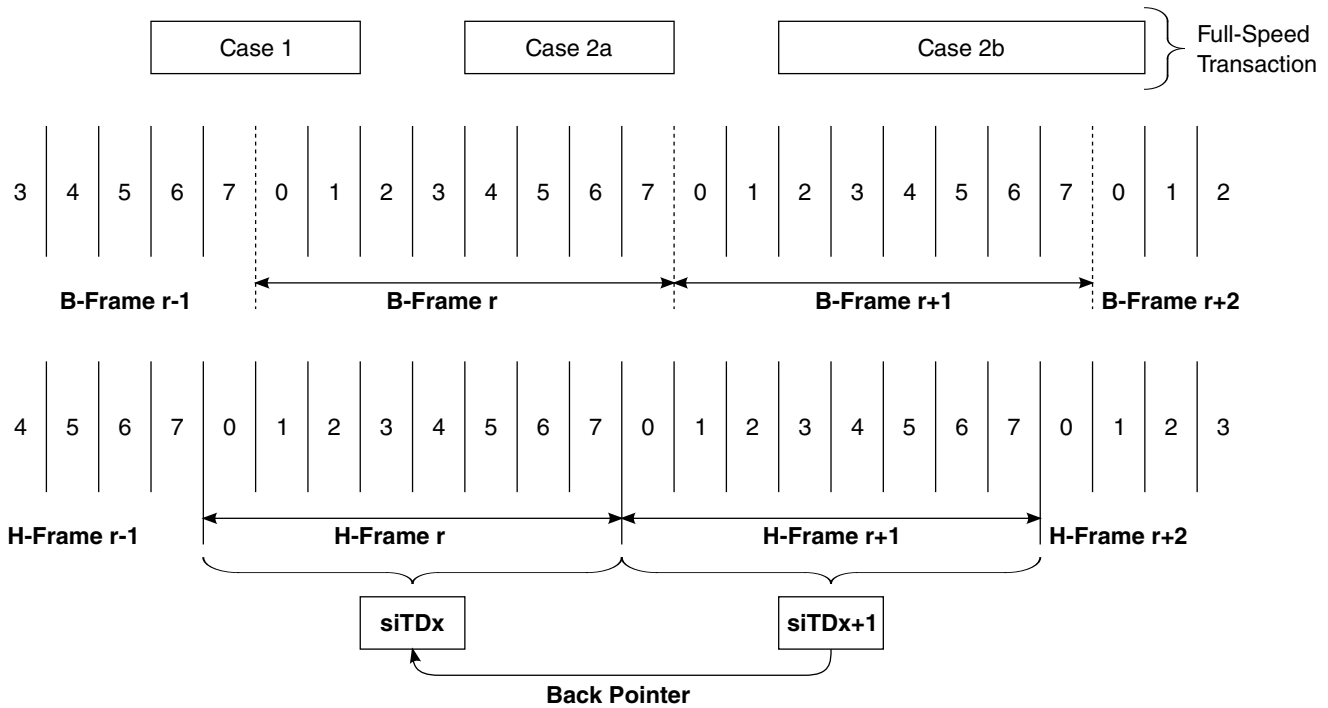 Case 1 Case 2a Case 2b Full-Speed
Transaction
3 4 5 6 7 0 1 2 3 4 5 6 7 0 1 2 3 4 5 6 7 0 1 2
B-Frame r-1 B-Frame r B-Frame r+1 B-Frame r+2
4 5 6 7 0 1 2 3 4 5 6 7 0 1 2 3 4 5 6 7 0 1 2 3
H-Frame r-1 H-Frame r H-Frame r+1 H-Frame r+2
siTDx siTDx+1
Back Pointer